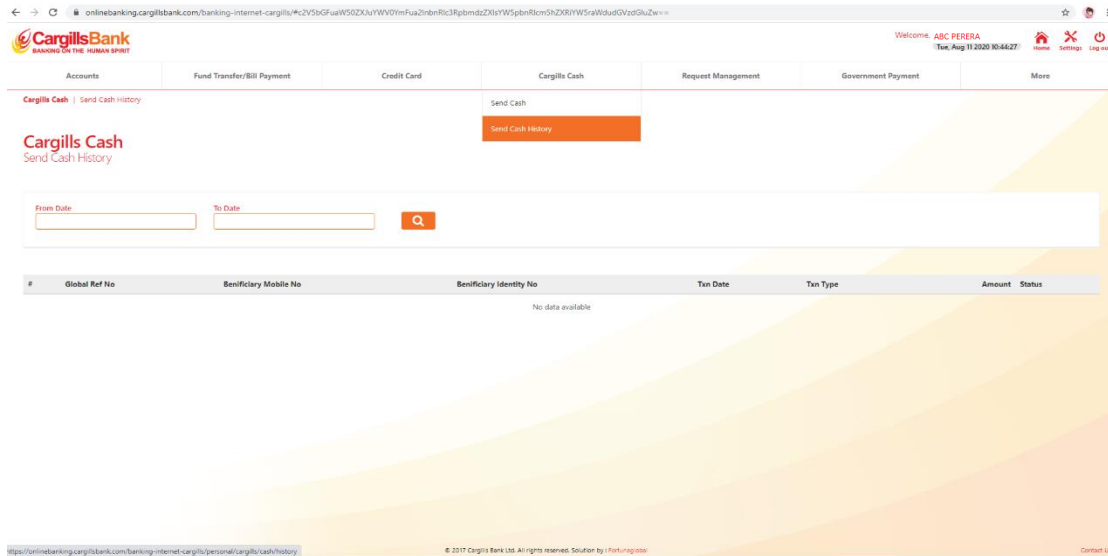 onlinebanking.cargillsbank.com/banking-internet-cargills/
CargillsBank
BANKING ON THE HUMAN SPIRIT
Welcome, ABC PERERA
Tue, Aug 11 2020 10:44:27
Home Settings Log ou
Accounts Fund Transfer/Bill Payment Credit Card Cargills Cash Request Management Government Payment More
Cargills Cash | Send Cash History
Send Cash
Send Cash History
Cargills Cash
Send Cash History
From Date To Date
# Global Ref No Benificiary Mobile No Benificiary Identity No Txn Date Txn Type Amount Status
No data available
https://onlinebanking.cargillsbank.com/banking-internet-cargills/personal/cargills/cash/history
© 2017 Cargills Bank Ltd. All rights reserved. Solution by : Fortunaglobal
Contact U